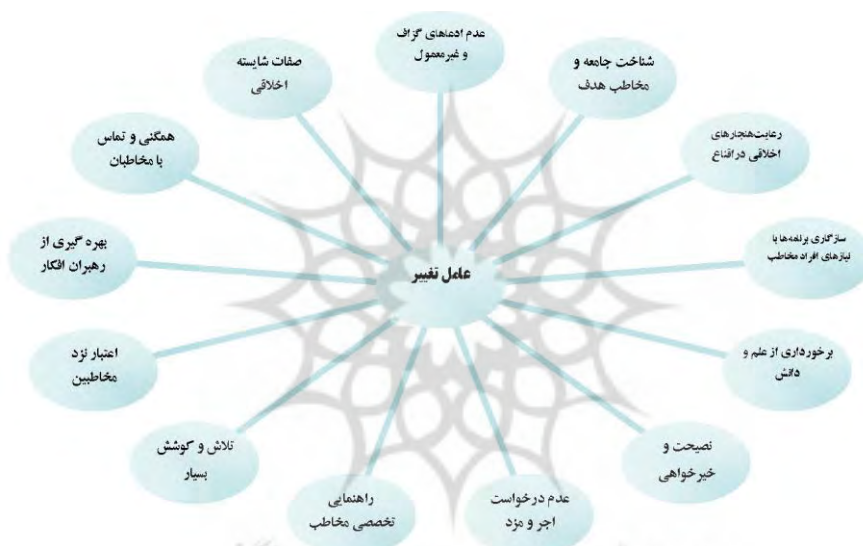 عدم ادعاهای گزاف
و غیرمعمول
شناخت جامعه و
مخاطب هدف
رعایت‌هنجارهای
اخلاقی در اقناع
سازگاری برنامه‌ها با
نیازهای افراد مخاطب
برخورداری از علم و
دانش
نصیحت و
خیرخواهی
عدم درخواست
اجر و مزد
راهنمایی
تخصصی مخاطب
تلاش و کوشش
بسیار
اعتبار نزد
مخاطبین
بهره گیری از
رهبران افکار
همگنی و تماس
با مخاطبان
صفات شایسته
اخلاقی
عامل تغییر